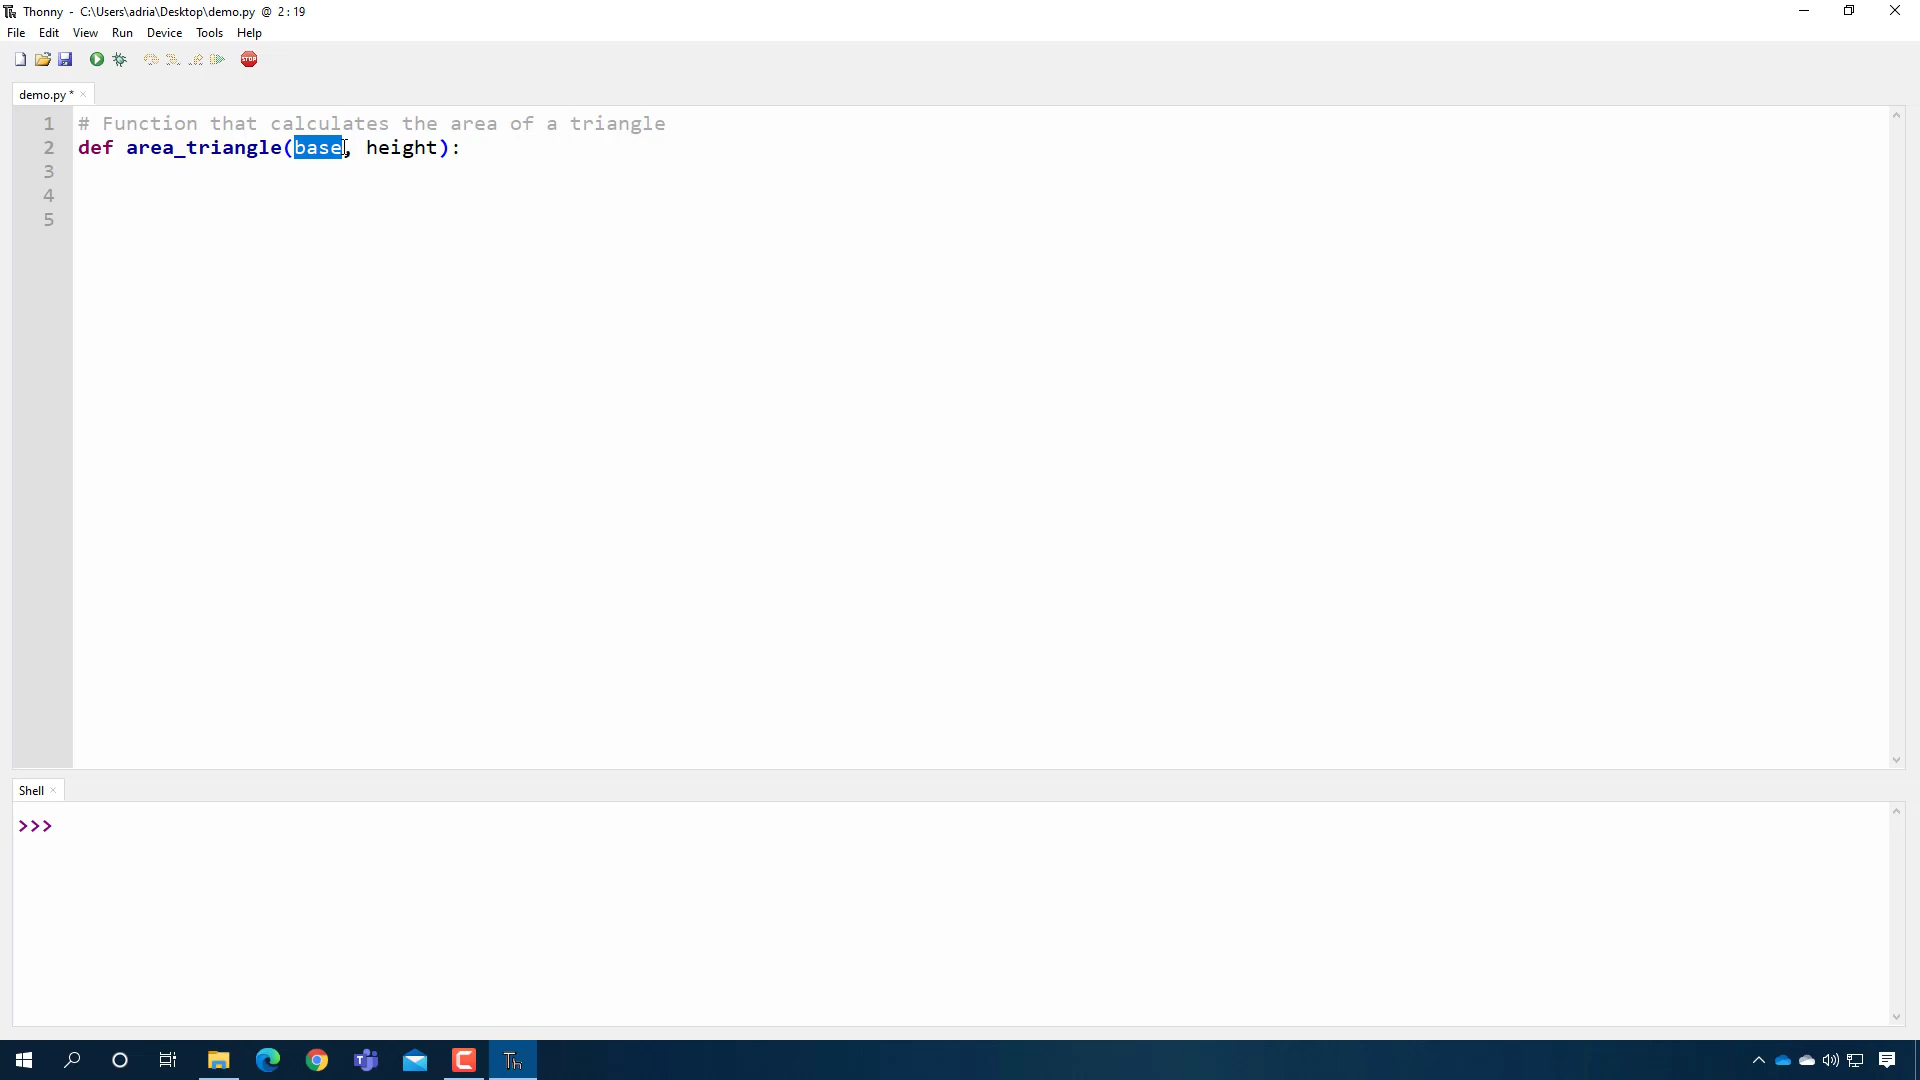 Thonny - C:\Users\adria\Desktop\demo.py @ 2 : 19
File Edit View Run Device Tools Help
STOP
demo.py *
1 # Function that calculates the area of a triangle
2 def area_triangle(base, height):
3
4
5
Shell
>>>